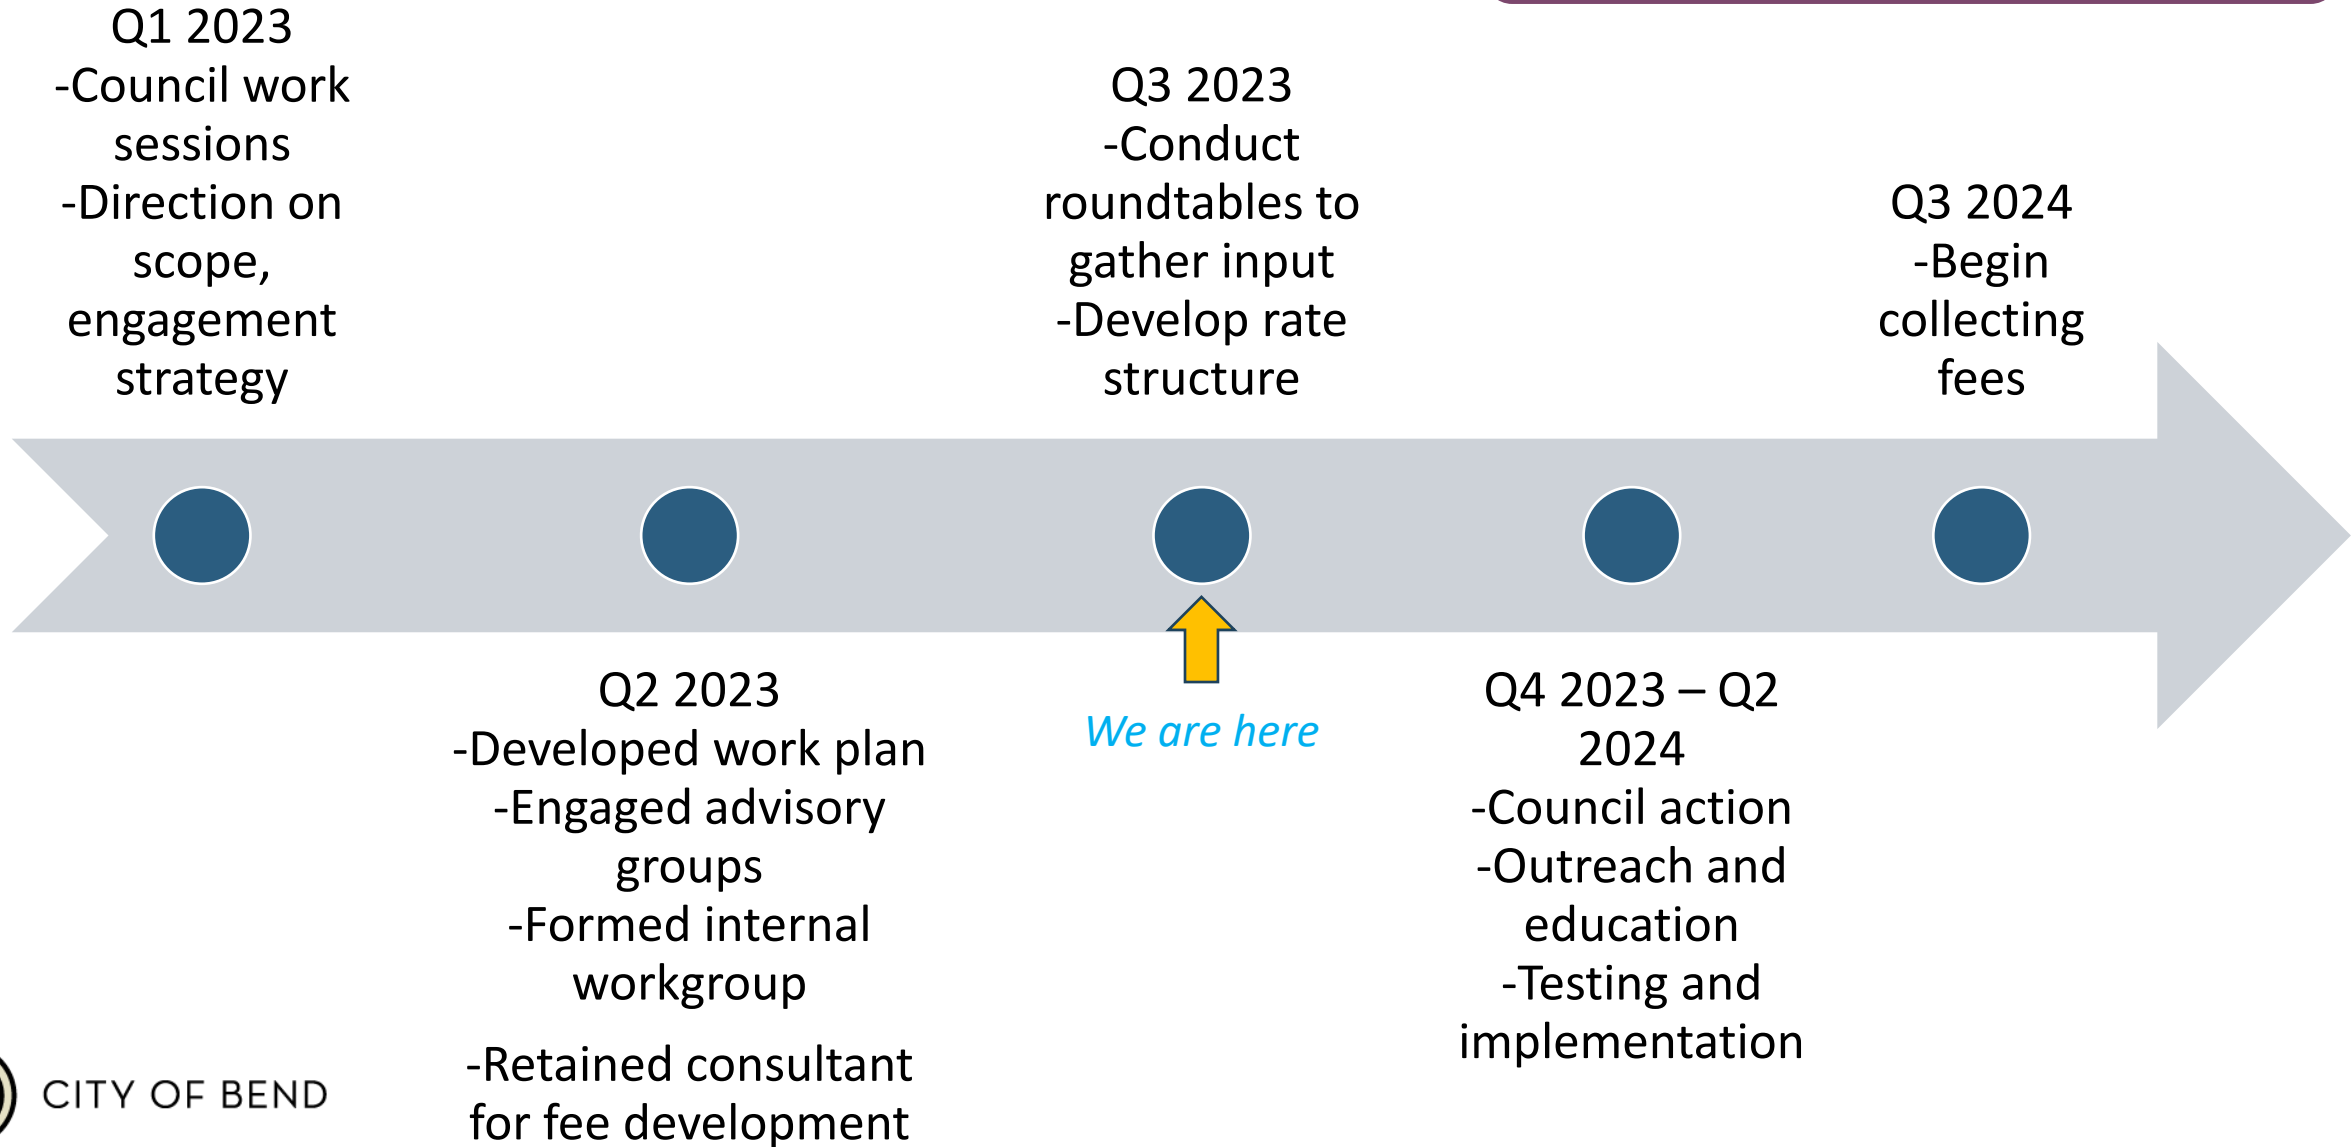 Q1 2023
-Council work
sessions
-Direction on
scope,
engagement
strategy
Q2 2023
-Developed work plan
-Engaged advisory
groups
-Formed internal
workgroup
-Retained consultant
for fee development
Q3 2023
-Conduct
roundtables to
gather input
-Develop rate
structure
We are here
Q4 2023 – Q2
2024
-Council action
-Outreach and
education
-Testing and
implementation
Q3 2024
-Begin
collecting
fees
CITY OF BEND